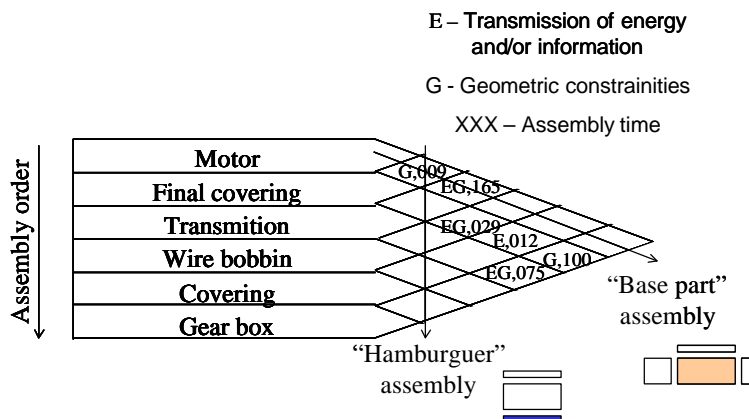 E – Transmission of energy
and/or information
G - Geometric constrainities
XXX – Assembly time
Assembly order
Motor
Final covering
Transmition
Wire bobbin
Covering
Gear box
G,009
EG,165
EG,029
E,012
G,100
EG,075
“Base part”
assembly
“Hamburguer”
assembly